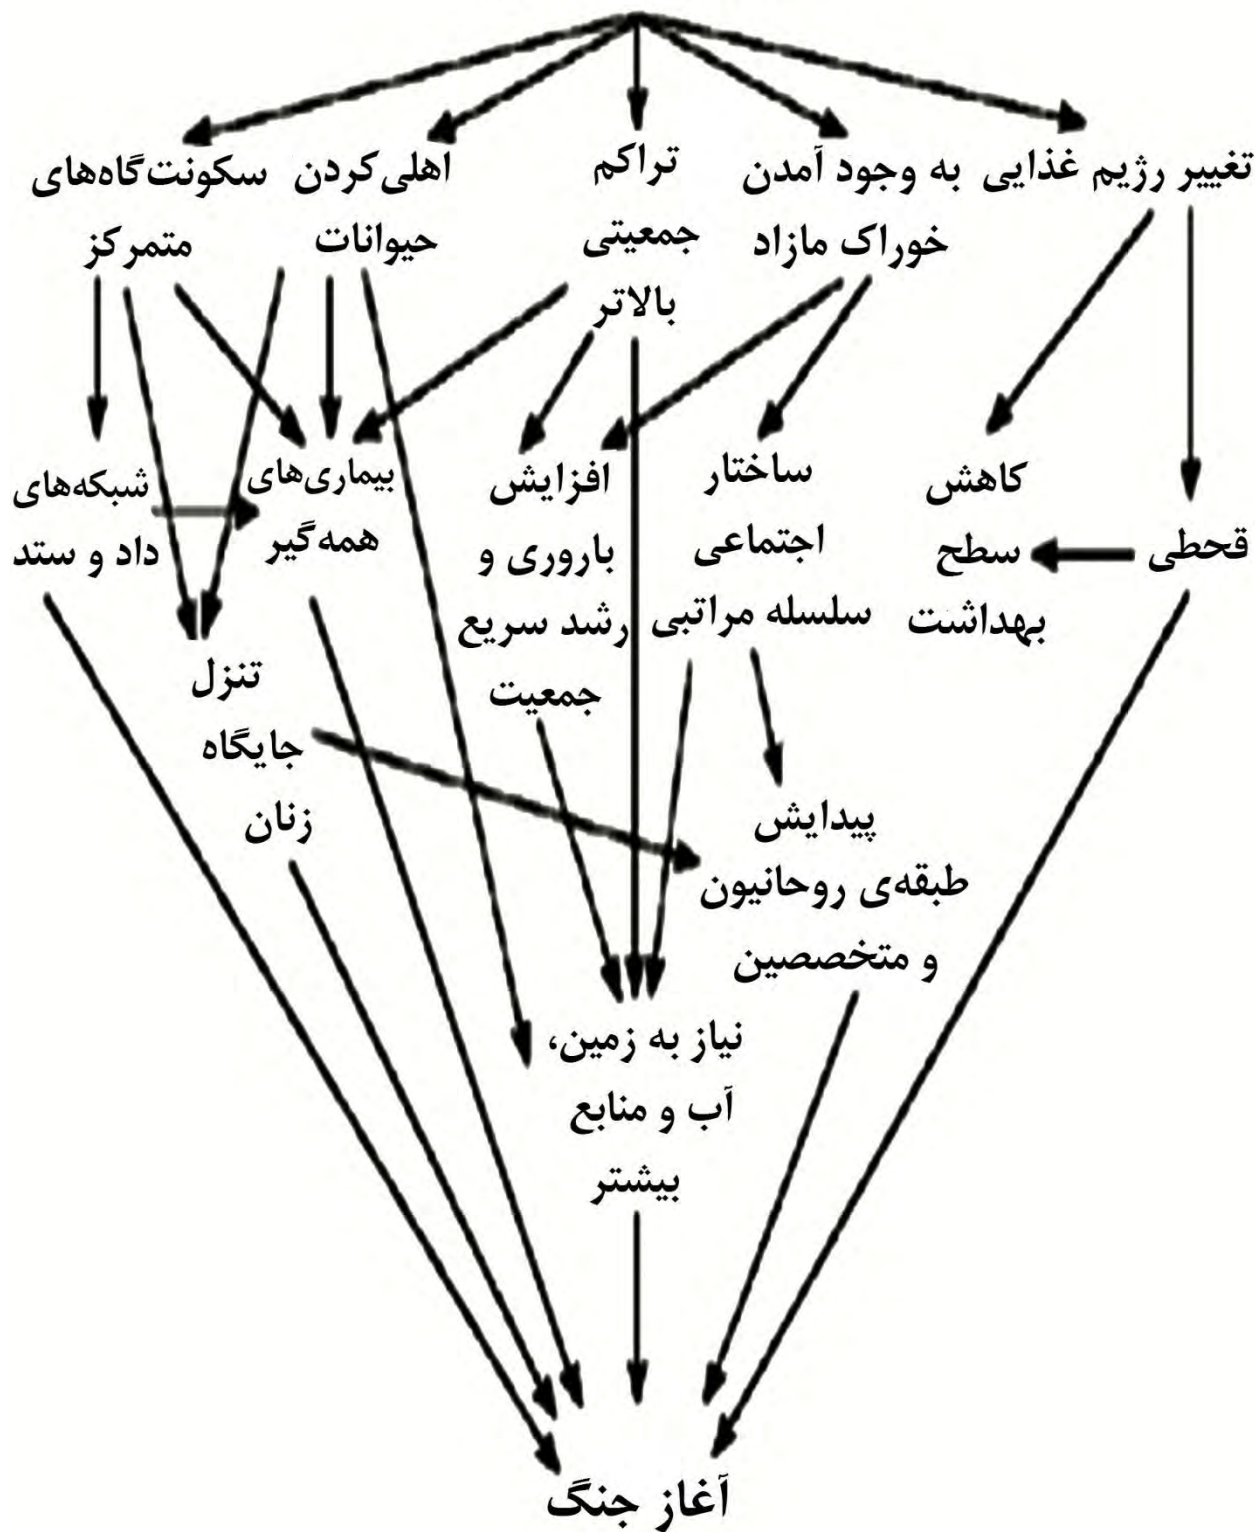 تغییر رژیم غذایی
به وجود آمدن
خوراک مازاد
تراکم
جمعیتی
بالاتر
اهلی‌کردن
حیوانات
سکونت‌گاه‌های
متمرکز
قحطی
کاهش
سطح
بهداشت
ساختار
اجتماعی
سلسله مراتبی
افزایش
باروری و
رشد سریع
جمعیت
بیماری‌های
همه‌گیر
شبکه‌های
داد و ستد
تنزل
جایگاه
زنان
پیدایش
طبقه‌ی روحانیون
و متخصصین
نیاز به زمین،
آب و منابع
بیشتر
آغاز جنگ